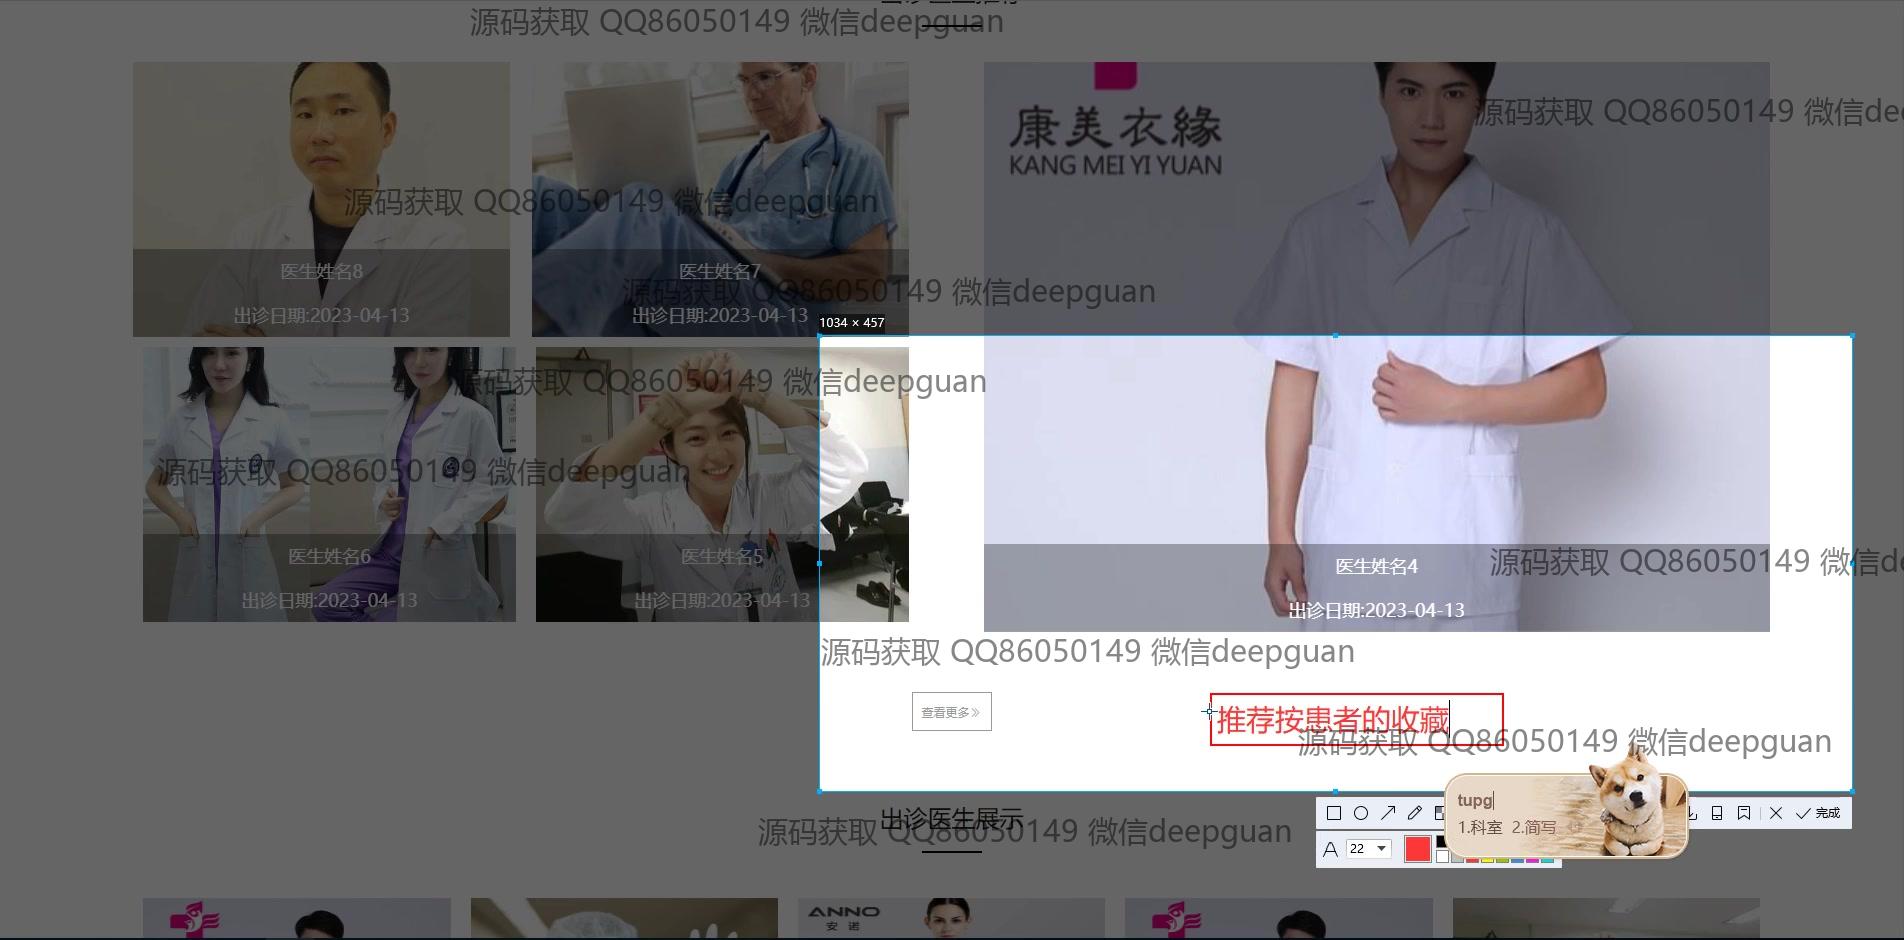 源码获取 QQ86050149 微信deepguan
康美衣緣
KANG MEI YI YUAN
源码获取 QQ86050149 微信dee
源码获取 QQ86050149 微信deepguan
医生姓名8
出诊日期:2023-04-13
医生姓名7
出诊日期:2023-04-13
源码获取 QQ86050149 微信deepguan
1034 × 457
源码获取 QQ86050149 微信deepguan
源码获取 QQ86050149 微信deepguan
医生姓名6
出诊日期:2023-04-13
医生姓名5
出诊日期:2023-04-13
医生姓名4
出诊日期:2023-04-13
源码获取 QQ86050149 微信de
源码获取 QQ86050149 微信deepguan
查看更多
推荐按患者的收藏
源码获取 QQ86050149 微信deepguan
出诊医生展示
源码获取 QQ86050149 微信deepguan
tupg
1.科室 2.简写
完成
22
ANNO
安诺